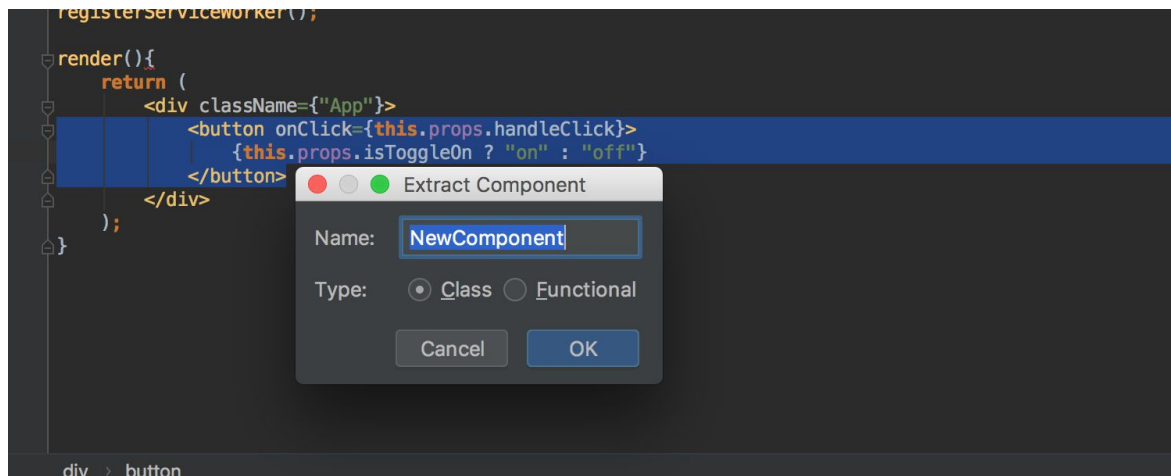 registerServiceWorker();
render(){
return (
<div className={"App"}>
<button onClick={this.props.handleClick}>
{this.props.isToggleOn ? "on" : "off"}
</button>
</div>
);
}
Extract Component
Name: NewComponent
Type: Class Functional
Cancel OK
div > button